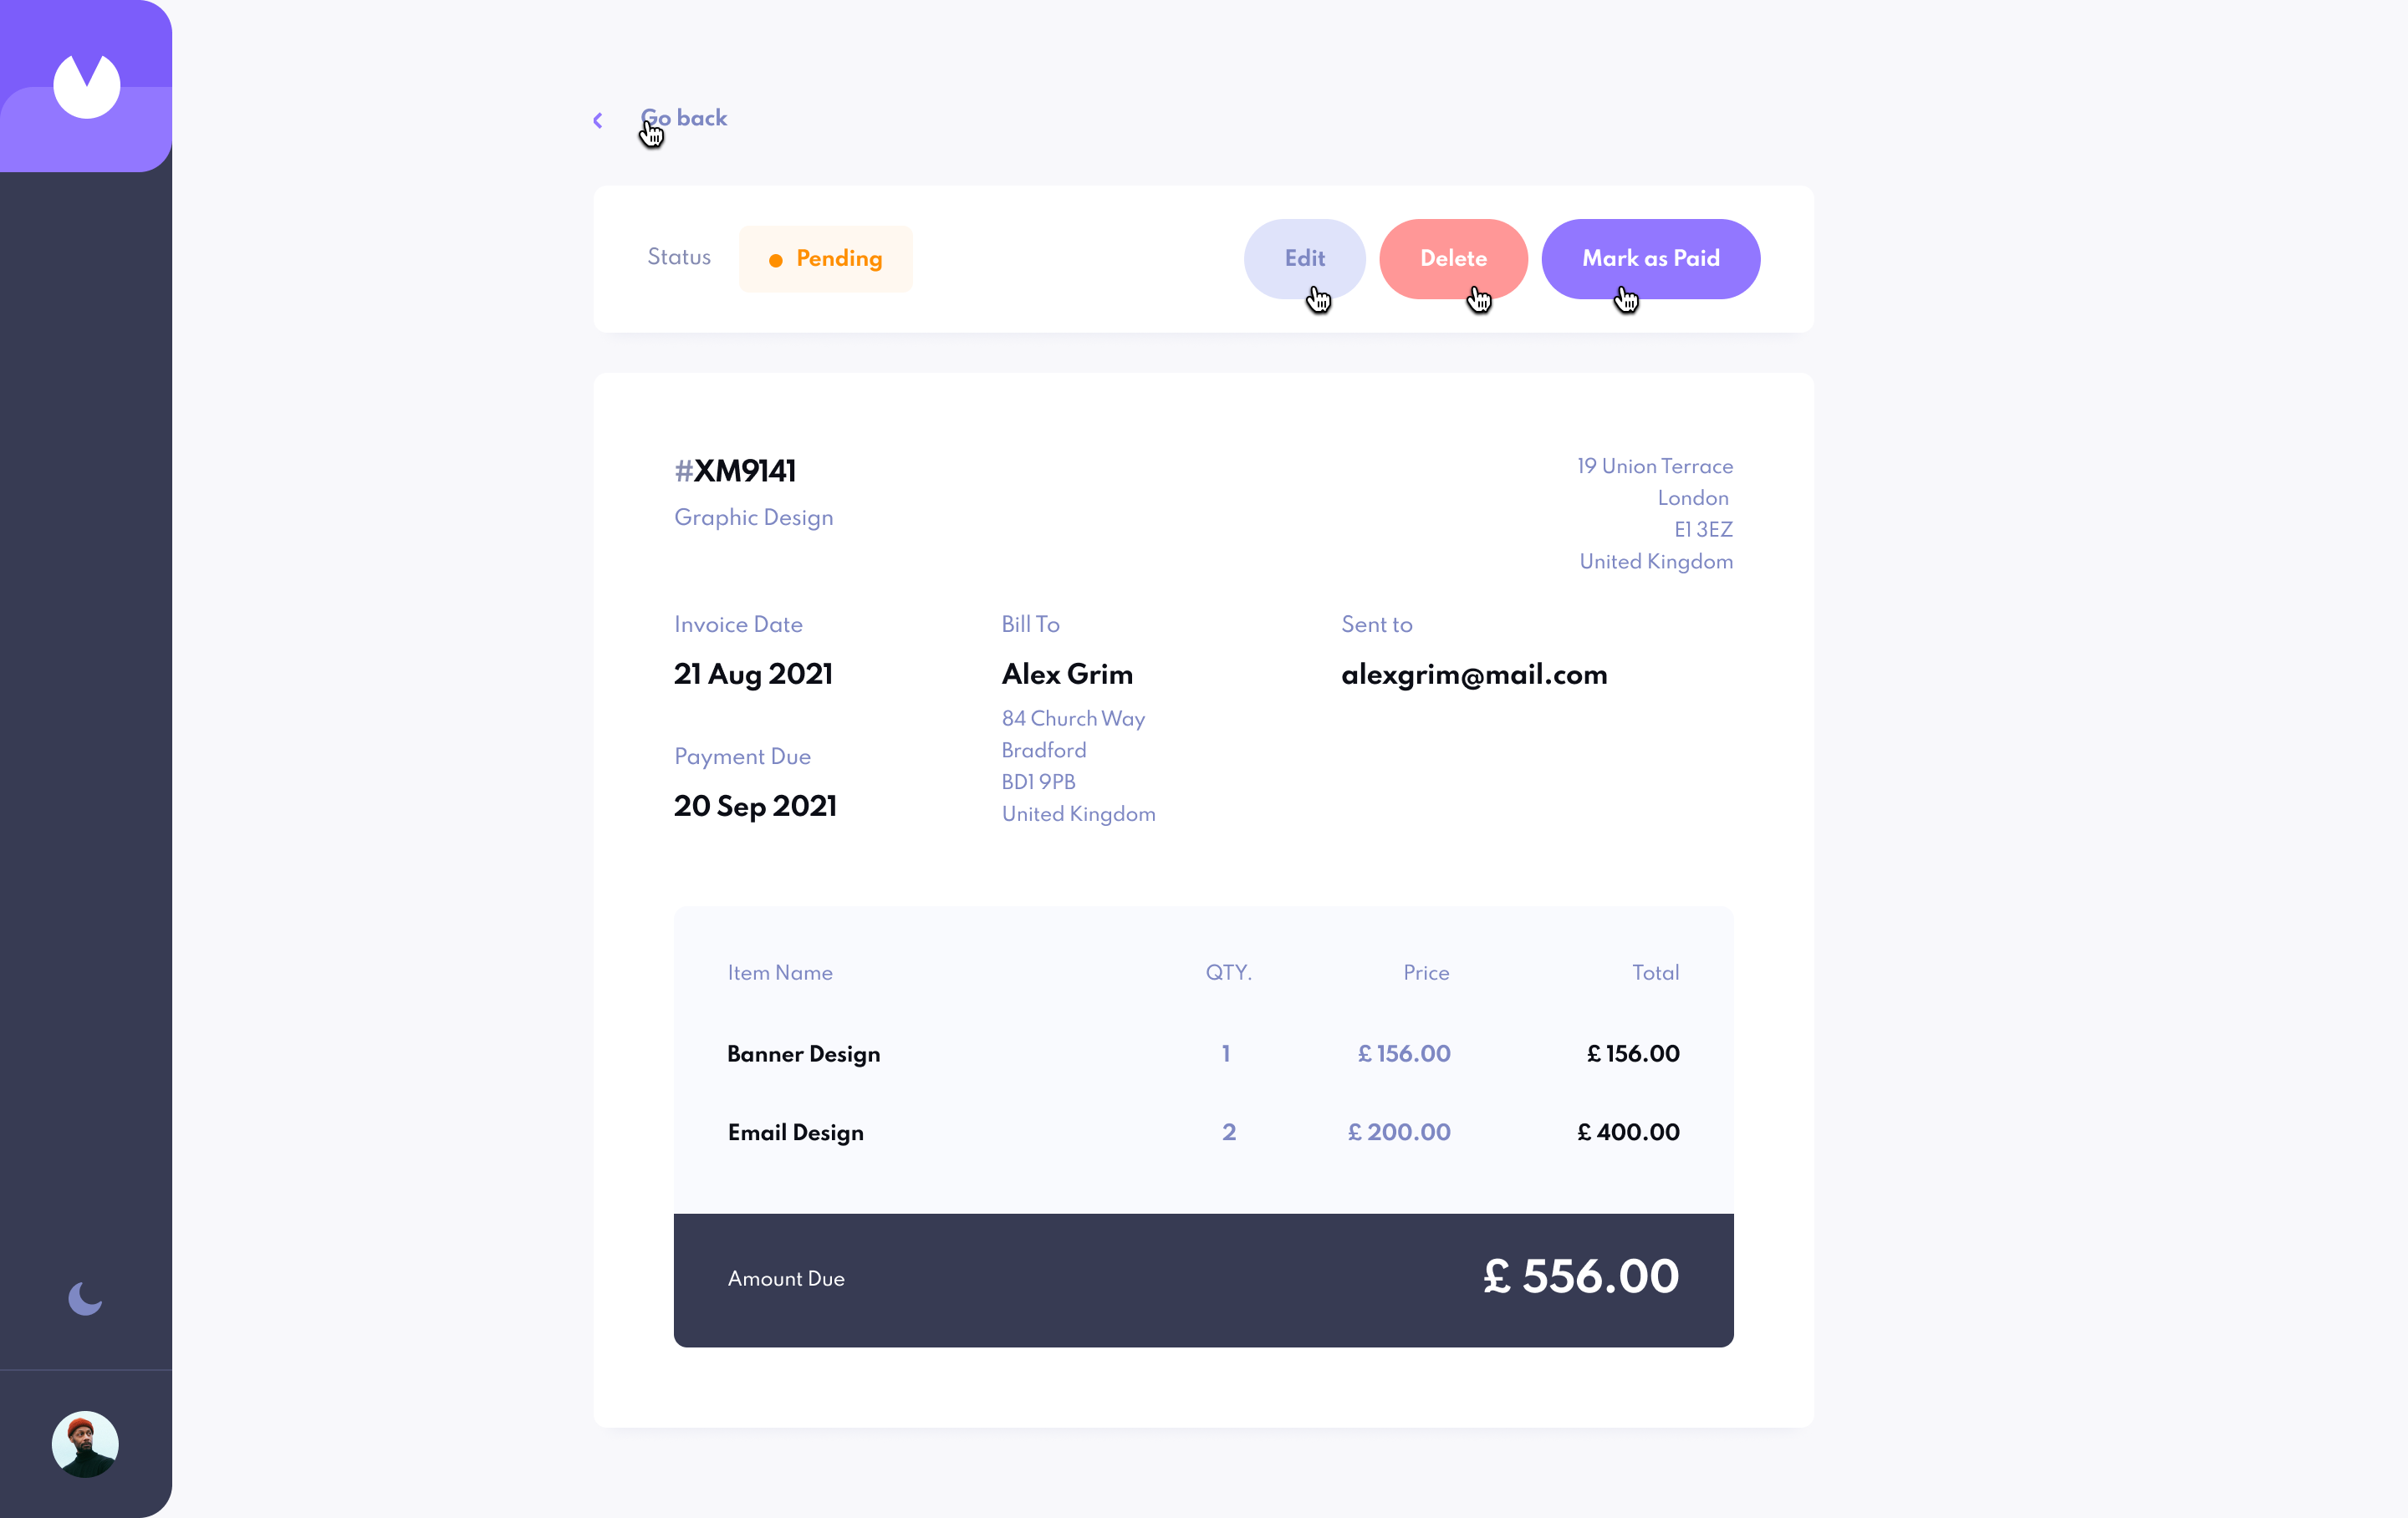 Go back
Status
Pending
Edit
Delete
Mark as Paid
#XM9141
Graphic Design
19 Union Terrace
London
E1 3EZ
United Kingdom
Invoice Date
21 Aug 2021
Payment Due
20 Sep 2021
Bill To
Alex Grim
84 Church Way
Bradford
BD1 9PB
United Kingdom
Sent to
alexgrim@mail.com
Item Name QTY. Price Total
Banner Design 1 £ 156.00 £ 156.00
Email Design 2 £ 200.00 £ 400.00
Amount Due £ 556.00